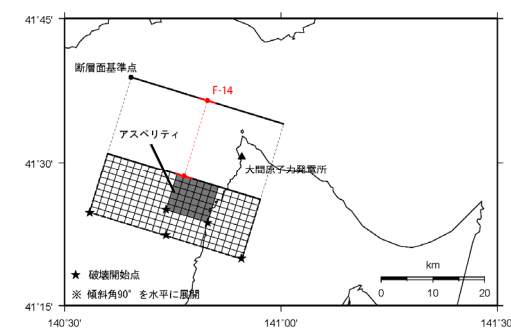 41°45'
断層面基準点
F-14
アスペリティ
41°30'
大間原子力発電所
km
★ 破壊開始点
※ 傾斜角90°を水平に展開
0 10 20
41°15'
140°30' 141°00' 141°30'